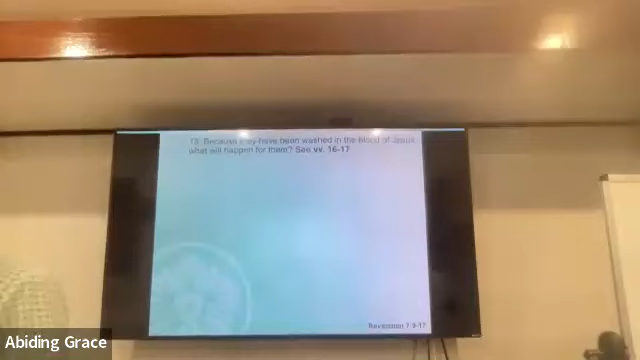 13. Because they have been washed in the blood of Jesus,
what will happen for them? See vv. 16-17
Revelation 7:9-17
Abiding Grace